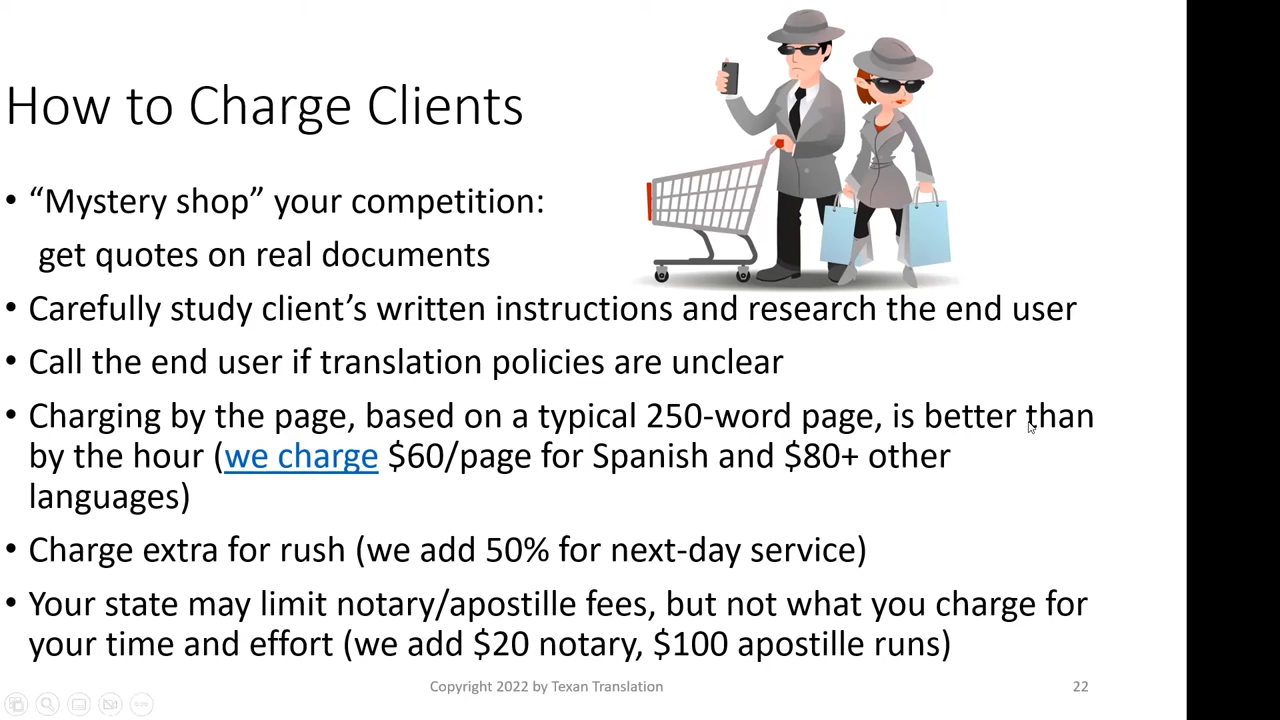 How to Charge Clients
• “Mystery shop” your competition:
get quotes on real documents
• Carefully study client’s written instructions and research the end user
• Call the end user if translation policies are unclear
• Charging by the page, based on a typical 250-word page, is better than
by the hour (we charge $60/page for Spanish and $80+ other
languages)
• Charge extra for rush (we add 50% for next-day service)
• Your state may limit notary/apostille fees, but not what you charge for
your time and effort (we add $20 notary, $100 apostille runs)
Copyright 2022 by Texan Translation
22